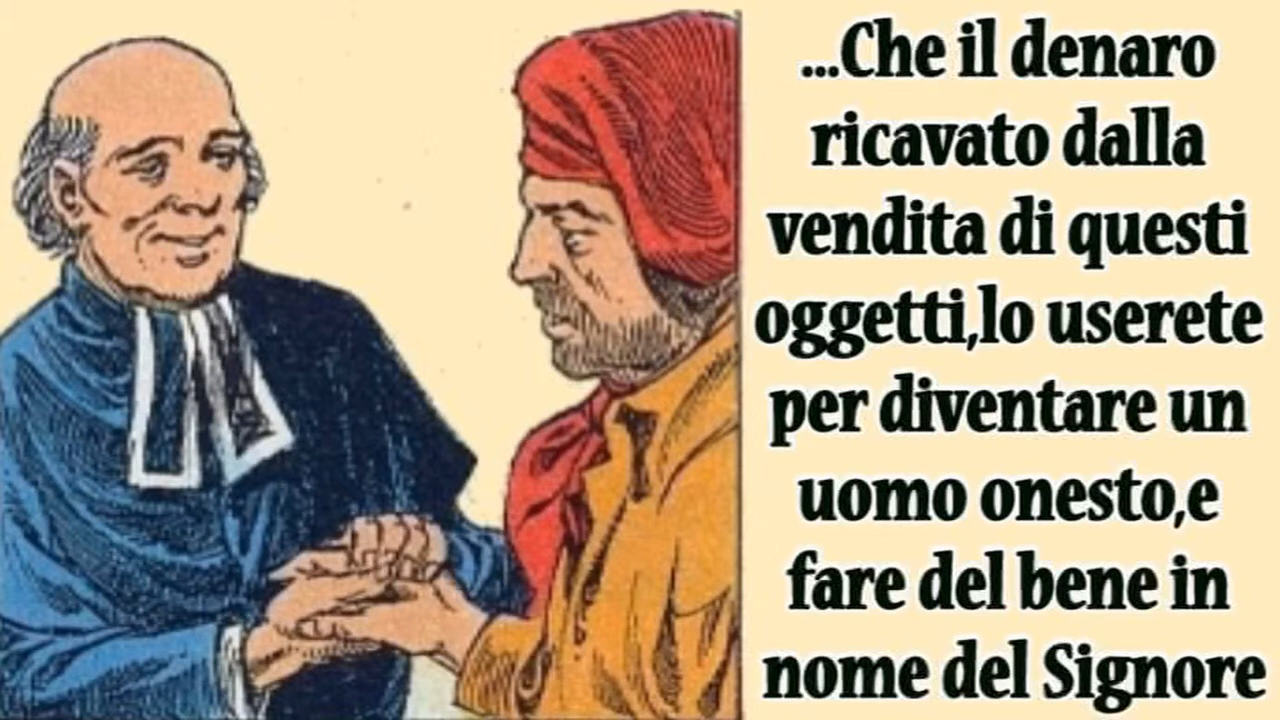 ...Che il denaro
ricavato dalla
vendita di questi
oggetti,lo userete
per diventare un
uomo onesto,e
fare del bene in
nome del Signore